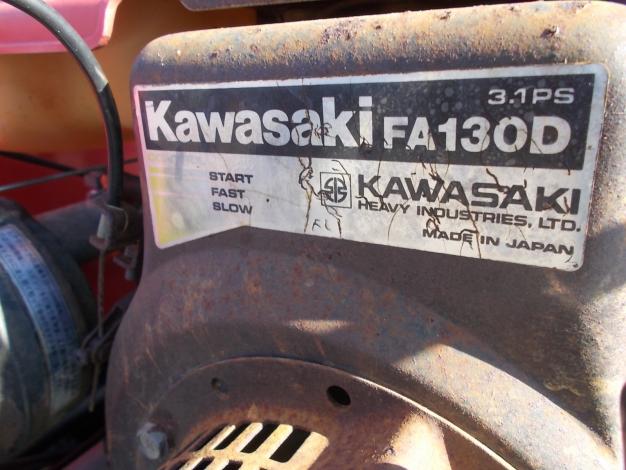 3.1PS
Kawasaki FA130D
START
FAST
SLOW
KAWASAKI
HEAVY INDUSTRIES, LTD.
MADE IN JAPAN